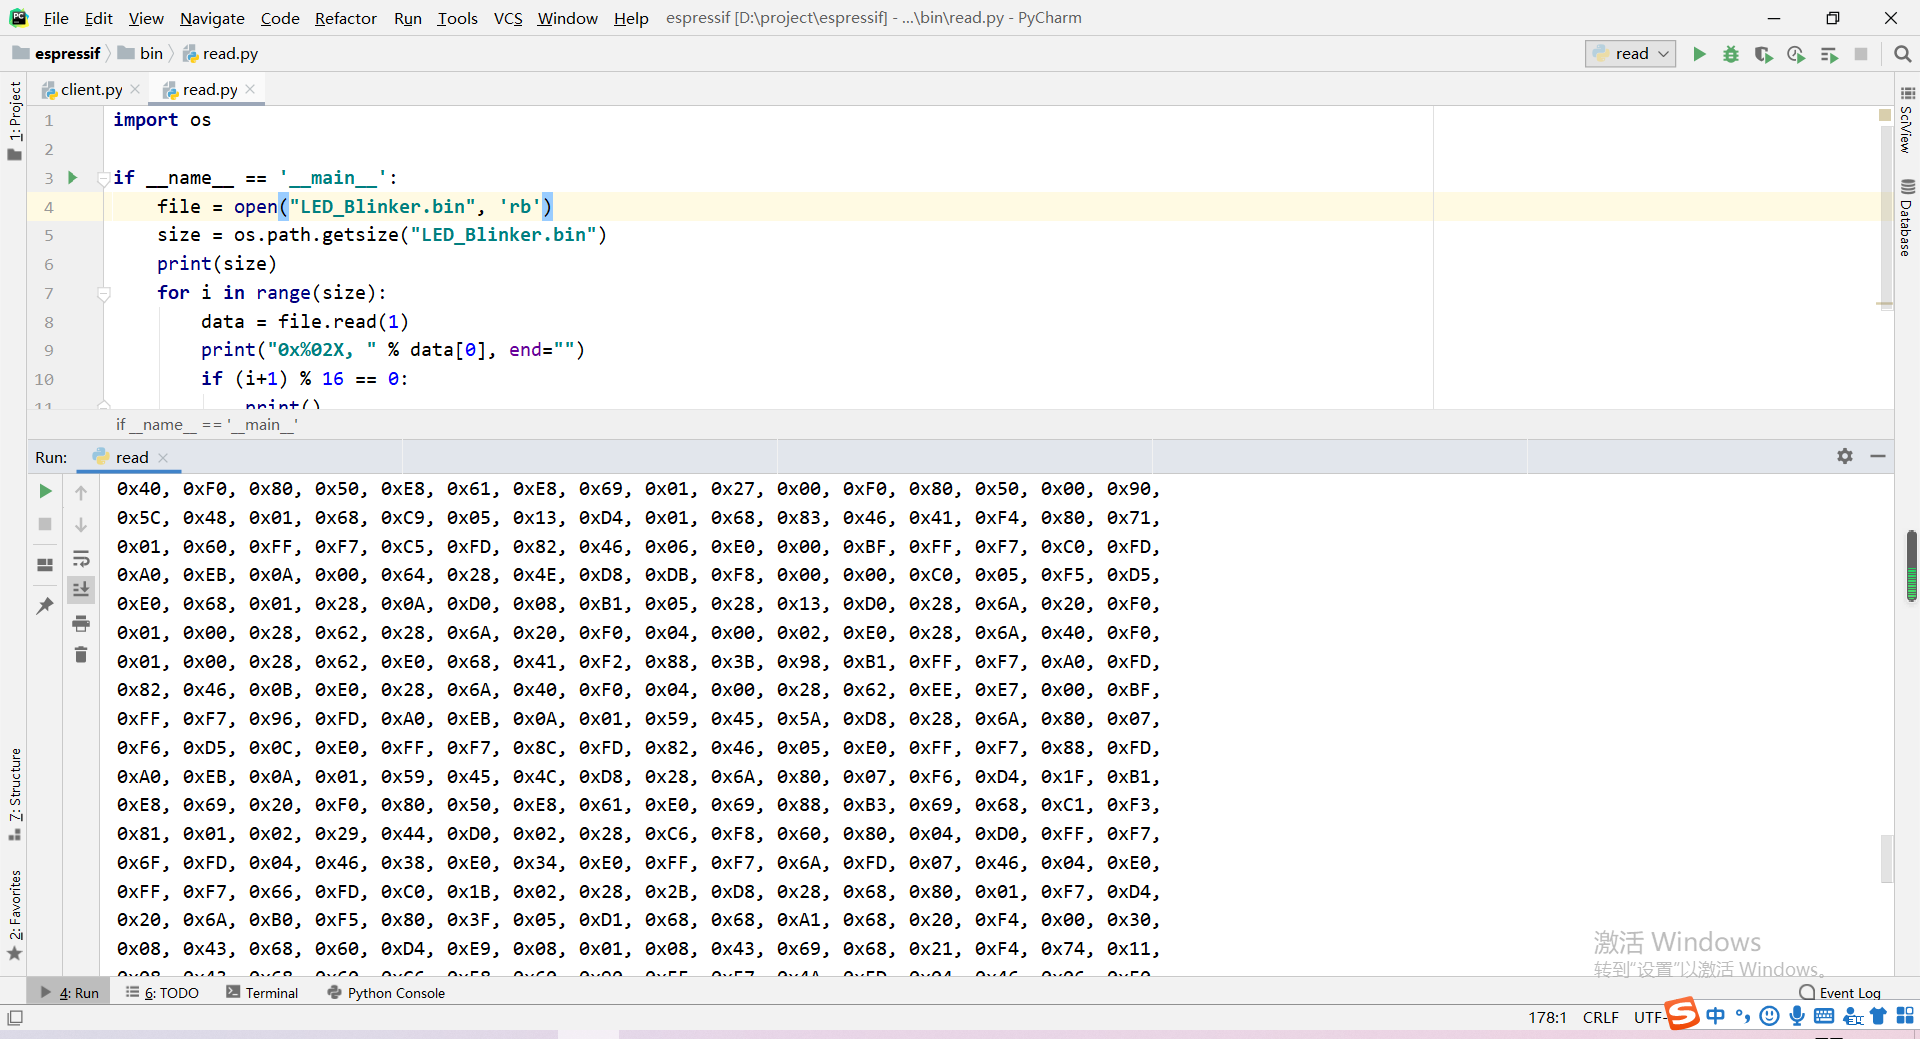 File Edit View Navigate Code Refactor Run Tools VCS Window Help espressif [D:\project\espressif] - ...\bin\read.py - PyCharm
espressif bin read.py read
client.py read.py
1: Project
SciView
Database
1 import os
2
3 if __name__ == '__main__':
4 file = open("LED_Blinker.bin", 'rb')
5 size = os.path.getsize("LED_Blinker.bin")
6 print(size)
7 for i in range(size):
8 data = file.read(1)
9 print("0x%02X, " % data[0], end="")
10 if (i+1) % 16 == 0:
11 print()
if __name__ == '__main__'
Run: read
0x40, 0xF0, 0x80, 0x50, 0xE8, 0x61, 0xE8, 0x69, 0x01, 0x27, 0x00, 0xF0, 0x80, 0x50, 0x00, 0x90,
0x5C, 0x48, 0x01, 0x68, 0xC9, 0x05, 0x13, 0xD4, 0x01, 0x68, 0x83, 0x46, 0x41, 0xF4, 0x80, 0x71,
0x01, 0x60, 0xFF, 0xF7, 0xC5, 0xFD, 0x82, 0x46, 0x06, 0xE0, 0x00, 0xBF, 0xFF, 0xF7, 0xC0, 0xFD,
0xA0, 0xEB, 0x0A, 0x00, 0x64, 0x28, 0x4E, 0xD8, 0xDB, 0xF8, 0x00, 0x00, 0xC0, 0x05, 0xF5, 0xD5,
0xE0, 0x68, 0x01, 0x28, 0x0A, 0xD0, 0x08, 0xB1, 0x05, 0x28, 0x13, 0xD0, 0x28, 0x6A, 0x20, 0xF0,
0x01, 0x00, 0x28, 0x62, 0x28, 0x6A, 0x20, 0xF0, 0x04, 0x00, 0x02, 0xE0, 0x28, 0x6A, 0x40, 0xF0,
0x01, 0x00, 0x28, 0x62, 0xE0, 0x68, 0x41, 0xF2, 0x88, 0x3B, 0x98, 0xB1, 0xFF, 0xF7, 0xA0, 0xFD,
0x82, 0x46, 0x0B, 0xE0, 0x28, 0x6A, 0x40, 0xF0, 0x04, 0x00, 0x28, 0x62, 0xEE, 0xE7, 0x00, 0xBF,
0xFF, 0xF7, 0x96, 0xFD, 0xA0, 0xEB, 0x0A, 0x01, 0x59, 0x45, 0x5A, 0xD8, 0x28, 0x6A, 0x80, 0x07,
0xF6, 0xD5, 0x0C, 0xE0, 0xFF, 0xF7, 0x8C, 0xFD, 0x82, 0x46, 0x05, 0xE0, 0xFF, 0xF7, 0x88, 0xFD,
0xA0, 0xEB, 0x0A, 0x01, 0x59, 0x45, 0x4C, 0xD8, 0x28, 0x6A, 0x80, 0x07, 0xF6, 0xD4, 0x1F, 0xB1,
0xE8, 0x69, 0x20, 0xF0, 0x80, 0x50, 0xE8, 0x61, 0xE0, 0x69, 0x88, 0xB3, 0x69, 0x68, 0xC1, 0xF3,
0x81, 0x01, 0x02, 0x29, 0x44, 0xD0, 0x02, 0x28, 0xC6, 0xF8, 0x60, 0x80, 0x04, 0xD0, 0xFF, 0xF7,
0x6F, 0xFD, 0x04, 0x46, 0x38, 0xE0, 0x34, 0xE0, 0xFF, 0xF7, 0x6A, 0xFD, 0x07, 0x46, 0x04, 0xE0,
0xFF, 0xF7, 0x66, 0xFD, 0xC0, 0x1B, 0x02, 0x28, 0x2B, 0xD8, 0x28, 0x68, 0x80, 0x01, 0xF7, 0xD4,
0x20, 0x6A, 0xB0, 0xF5, 0x80, 0x3F, 0x05, 0xD1, 0x68, 0x68, 0xA1, 0x68, 0x20, 0xF4, 0x00, 0x30,
0x08, 0x43, 0x68, 0x60, 0xD4, 0xE9, 0x08, 0x01, 0x08, 0x43, 0x69, 0x68, 0x21, 0xF4, 0x74, 0x11,
7: Structure
2: Favorites
激活 Windows
转到"设置"以激活 Windows。
4: Run 6: TODO Terminal Python Console Event Log
178:1 CRLF UTF- S 中